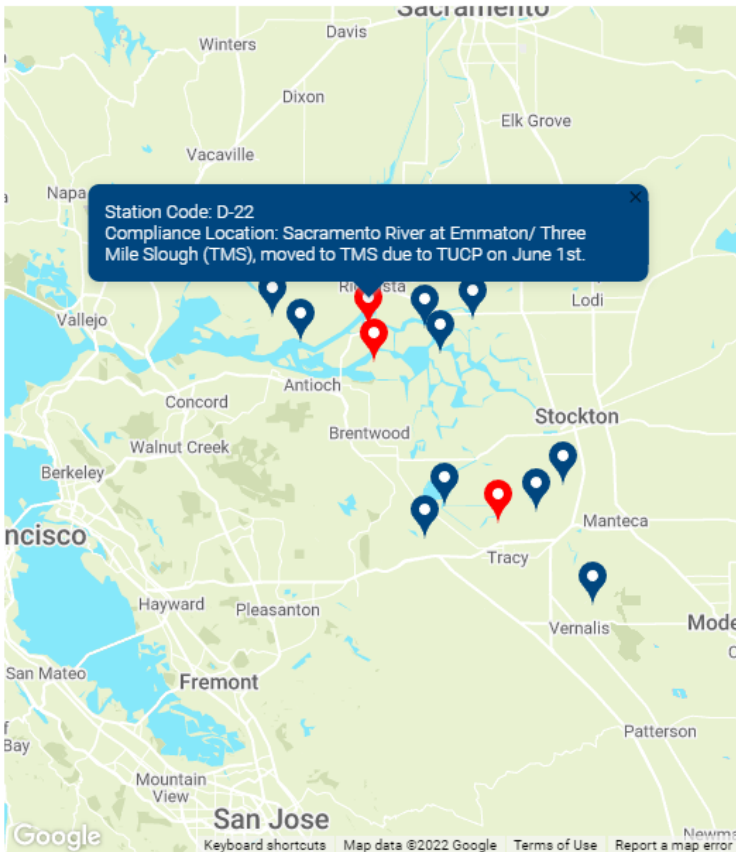 Sacramento
Davis
Winters
Dixon
Elk Grove
Vacaville
Napa
×
Station Code: D-22
Compliance Location: Sacramento River at Emmaton/ Three
Mile Slough (TMS), moved to TMS due to TUCP on June 1st.
Lodi
Vallejo
Antioch
Concord
Stockton
Brentwood
Walnut Creek
Berkeley
Manteca
ncisco
Tracy
Hayward
Pleasanton
Mode
Vernalis
San Mateo
Fremont
f
Bay
Patterson
Mountain
View
San Jose
Newma
Google
Keyboard shortcuts Map data ©2022 Google Terms of Use Report a map error